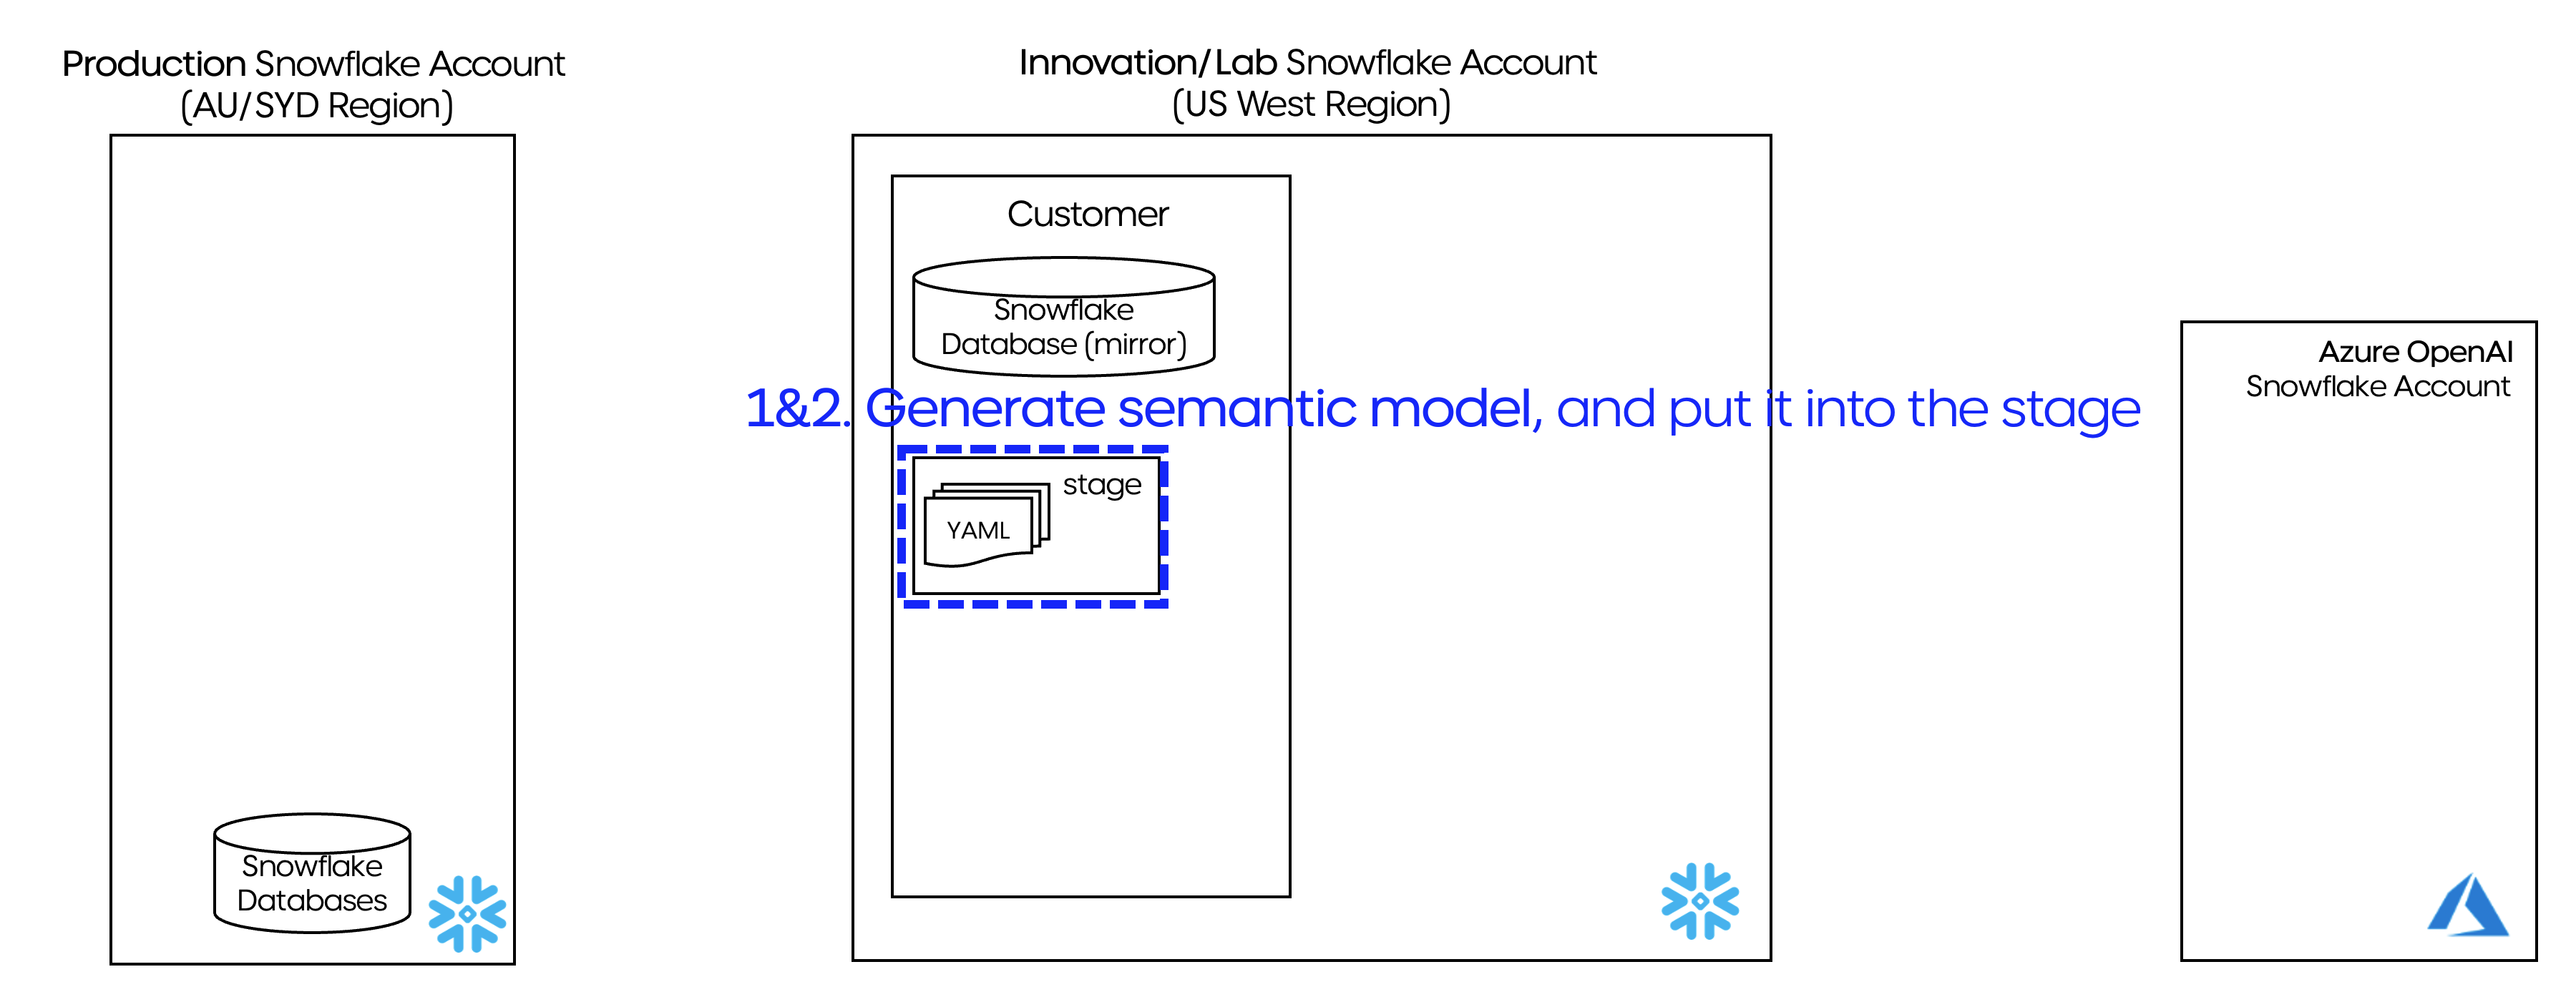 Production Snowflake Account
(AU/SYD Region)
Innovation/Lab Snowflake Account
(US West Region)
Customer
Snowflake
Database (mirror)
1&2. Generate semantic model, and put it into the stage
stage
YAML
Snowflake
Databases
Azure OpenAI
Snowflake Account